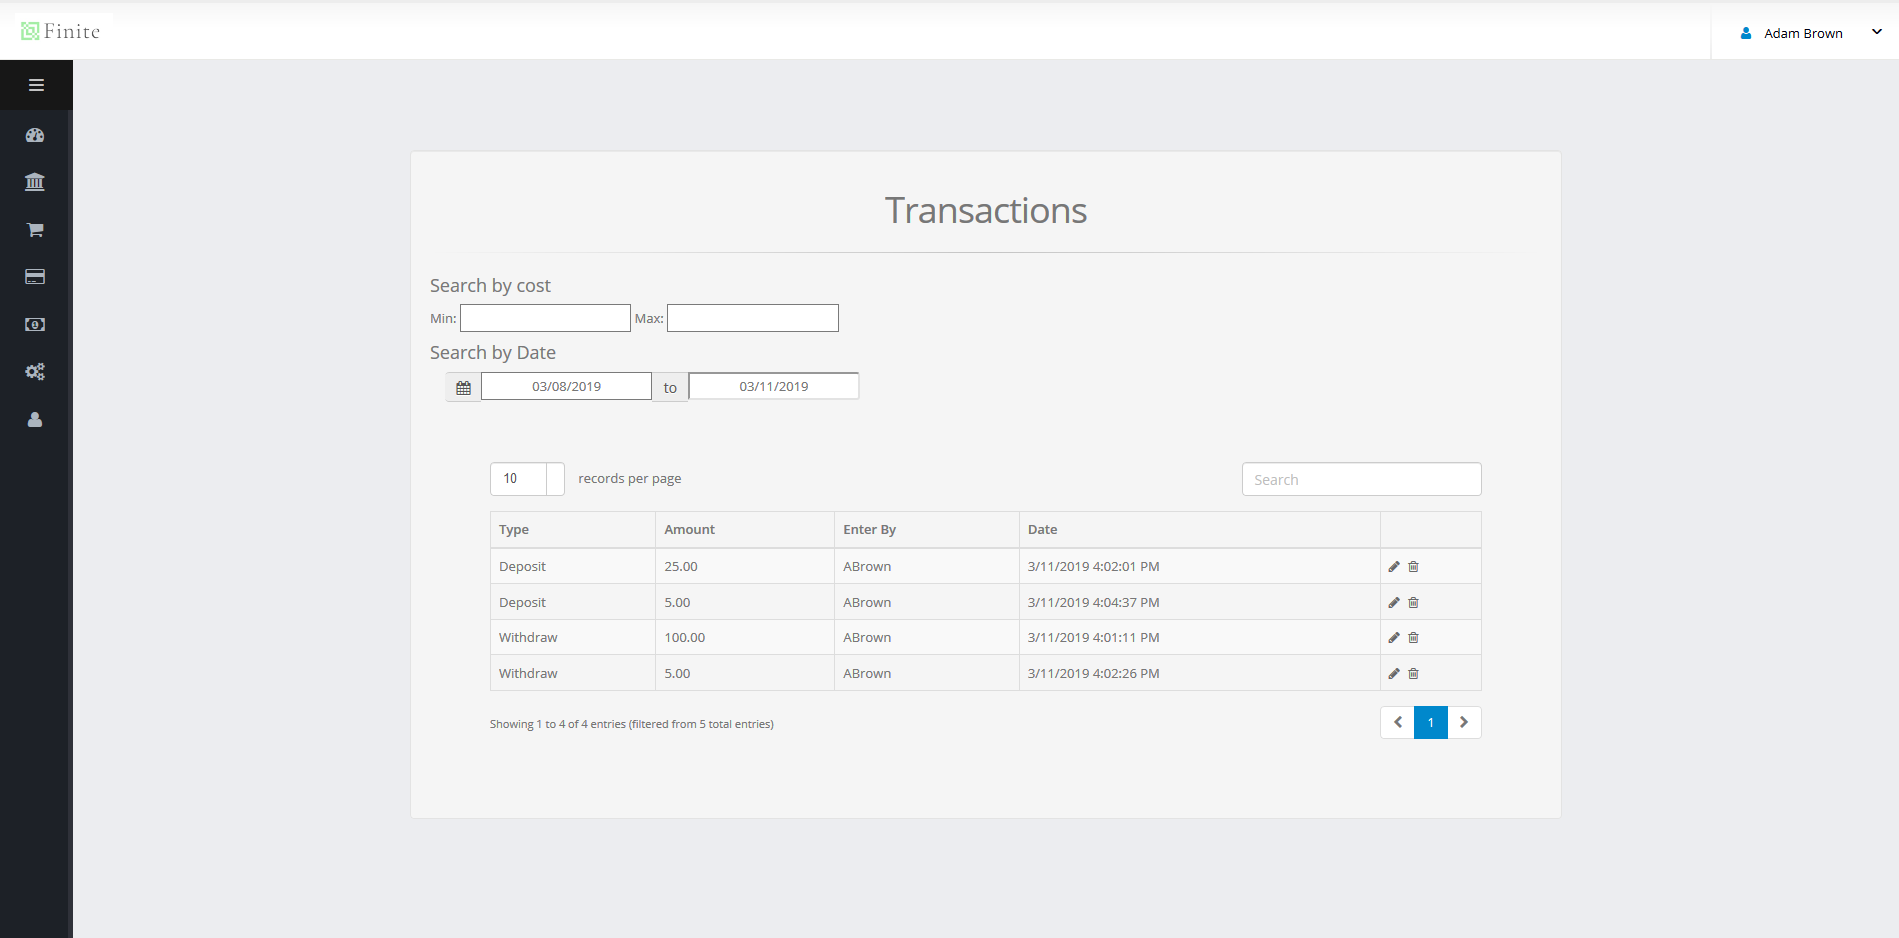 Finite
Adam Brown
Transactions
Search by cost
Min: Max:
Search by Date
03/08/2019 to 03/11/2019
10 records per page Search
Type Amount Enter By Date
Deposit 25.00 ABrown 3/11/2019 4:02:01 PM
Deposit 5.00 ABrown 3/11/2019 4:04:37 PM
Withdraw 100.00 ABrown 3/11/2019 4:01:11 PM
Withdraw 5.00 ABrown 3/11/2019 4:02:26 PM
Showing 1 to 4 of 4 entries (filtered from 5 total entries) 1